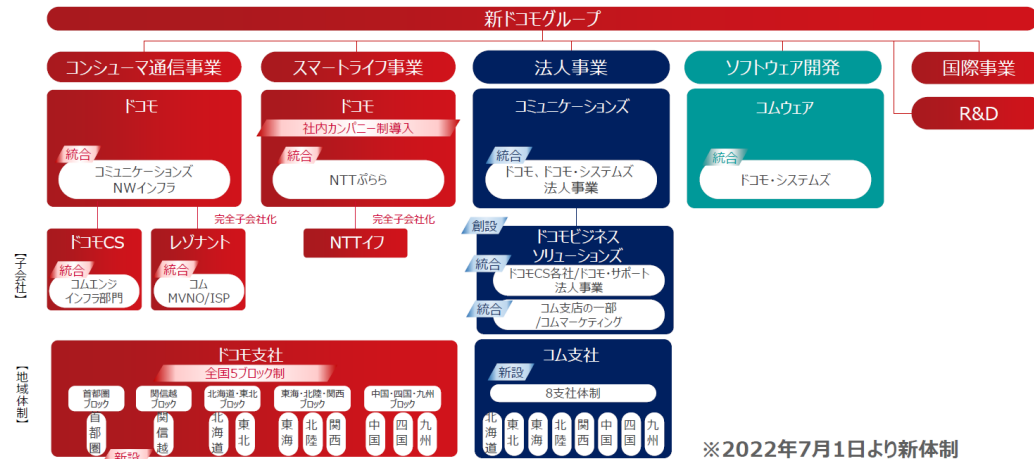 新ドコモグループ
コンシューマ通信事業
スマートライフ事業
法人事業
ソフトウェア開発
国際事業
R&D
ドコモ
統合
コミュニケーションズ
NWインフラ
ドコモ
社内カンパニー制導入
統合
NTTぷらら
コミュニケーションズ
統合
ドコモ、ドコモ・システムズ
法人事業
コムウェア
統合
ドコモ・システムズ
【子会社】
ドコモCS
統合
コムエンジ
インフラ部門
完全子会社化
レゾナント
統合
コム
MVNO/ISP
完全子会社化
NTTイフ
創設
ドコモビジネス
ソリューションズ
統合
ドコモCS各社/ドコモ・サポート
法人事業
統合
コム支店の一部
/コムマーケティング
【地域体制】
ドコモ支社
全国5ブロック制
首都圏
ブロック
首都圏
新設
関信越
ブロック
関信越
北海道・東北
ブロック
北海道
東北
東海・北陸・関西
ブロック
東海
北陸
関西
中国・四国・九州
ブロック
中国
四国
九州
コム支社
新設
8支社体制
北海道
東北
東海
北陸
関西
中国
四国
九州
※2022年7月1日より新体制